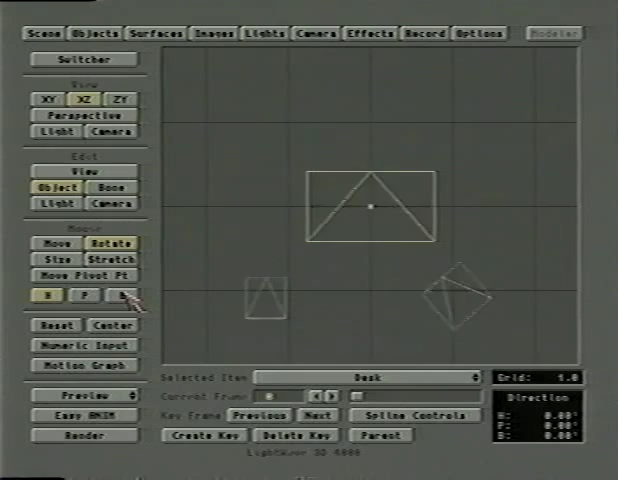 Scene Objects Surfaces Images Lights Camera Effects Record Options Modeler
Switcher
View
XY XZ ZY
Perspective
Light Camera
Edit
View
Object Bone
Light Camera
Mouse
Move Rotate
Size Stretch
Move Pivot Pt
H P B
Reset Center
Numeric Input
Motion Graph
Preview
Easy ANIM
Render
Selected Item Desk
Current Frame 0
Key Frame Previous Next Spline Controls
Create Key Delete Key Parent
Grid: 1.0
Direction
H: 0.00°
P: 0.00°
B: 0.00°